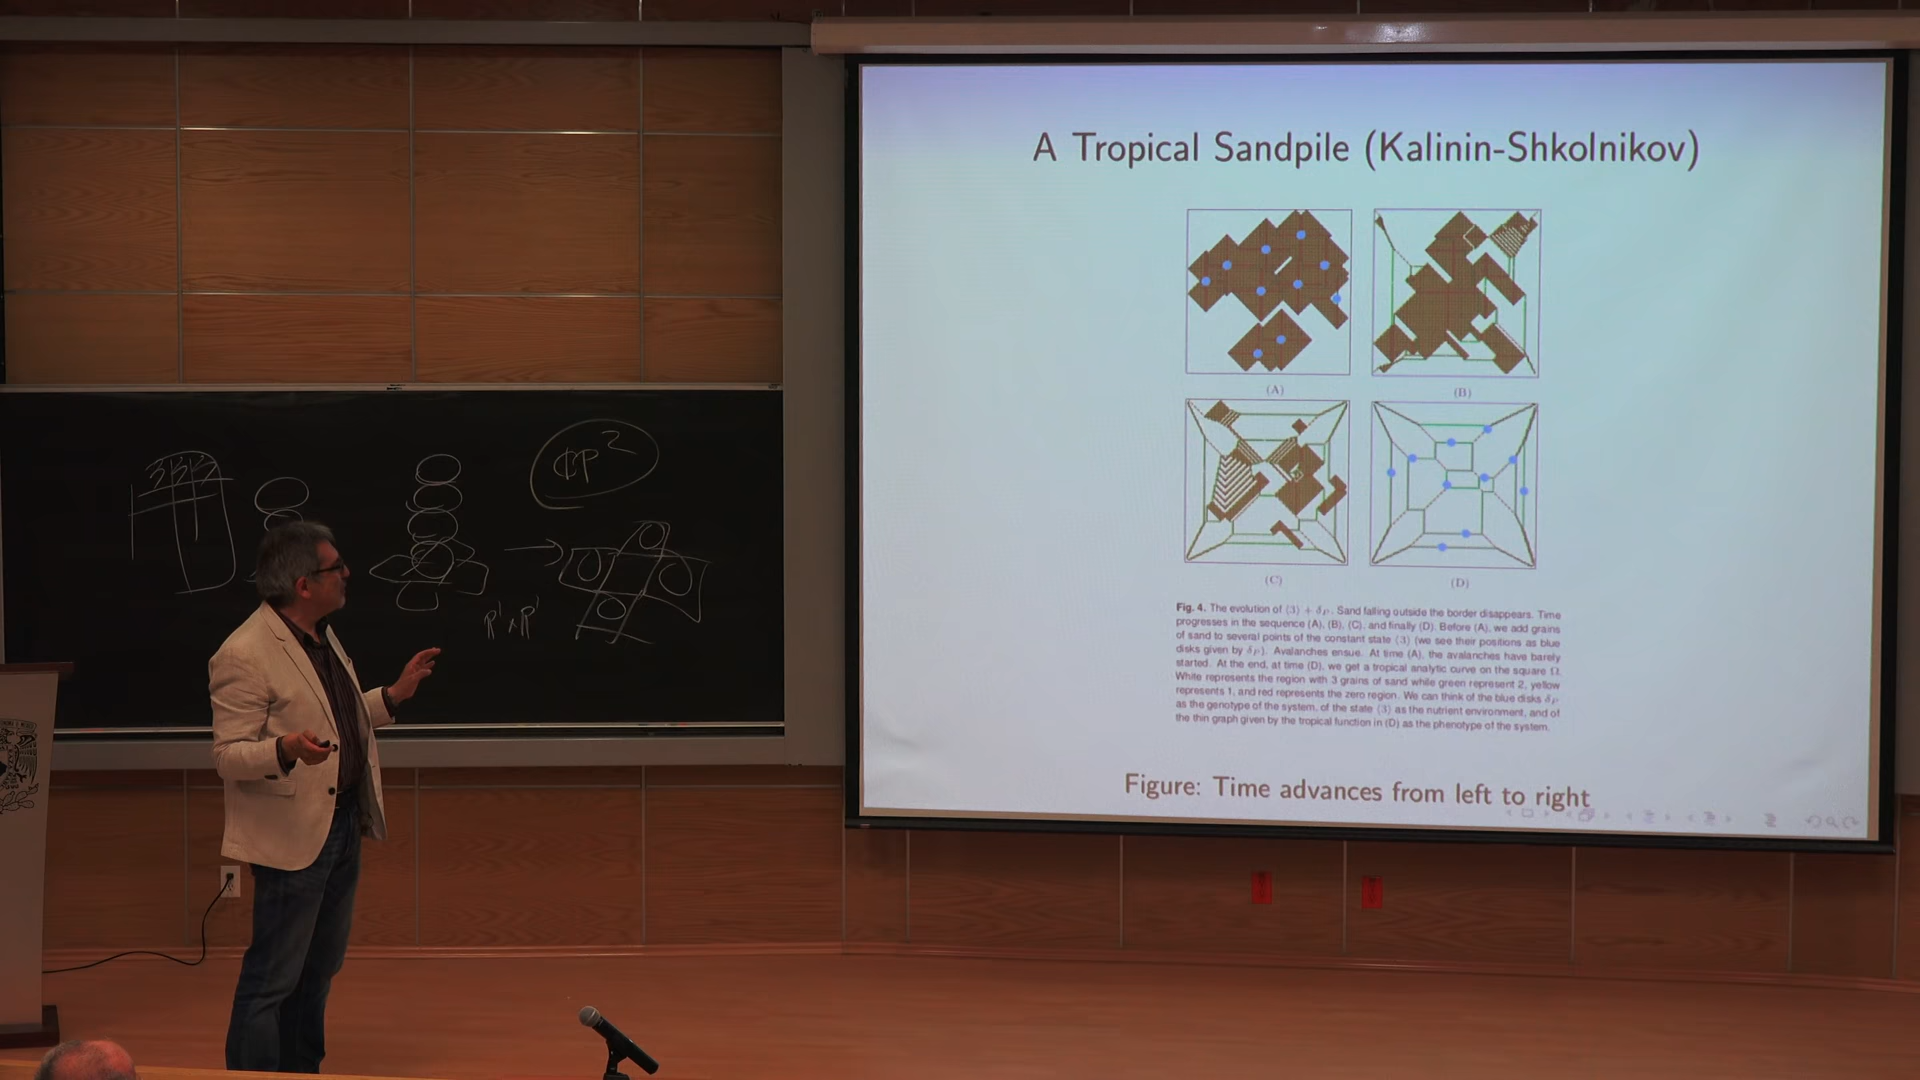 A Tropical Sandpile (Kalinin-Shkolnikov)
(A)
(B)
(C)
(D)
Fig. 4. The evolution of ⟨3⟩ + δP. Sand falling outside the border disappears. Time
progresses in the sequence (A), (B), (C), and finally (D). Before (A), we add grains
of sand to several points of the constant state ⟨3⟩ (we see their positions as blue
disks given by δP). Avalanches ensue. At time (A), the avalanches have barely
started. At the end, at time (D), we get a tropical analytic curve on the square Ω.
White represents the region with 3 grains of sand while green represent 2, yellow
represents 1, and red represents the zero region. We can think of the blue disks δP
as the genotype of the system, of the state ⟨3⟩ as the nutrient environment, and of
the thin graph given by the tropical function in (D) as the phenotype of the system.
Figure: Time advances from left to right
3 3 3
ℂP²
P¹×P¹